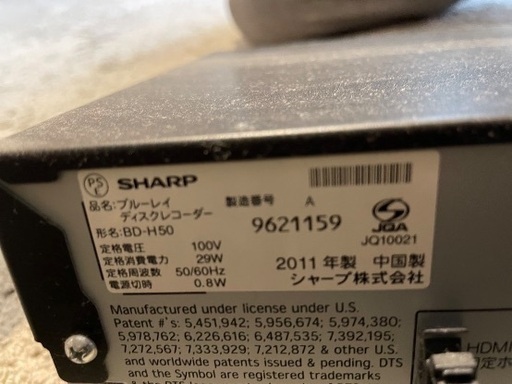 PS
E
SHARP
品名:ブルーレイ
ディスクレコーダー
形名:BD-H50
定格電圧 100V
定格消費電力 29W
定格周波数 50/60Hz
電源切時 0.8W
製造番号 A
9621159
JQA
JQ10021
2011年製 中国製
シャープ株式会社
Manufactured under license under U.S.
Patent #'s: 5,451,942; 5,956,674; 5,974,380;
5,978,762; 6,226,616; 6,487,535; 7,392,195;
7,272,567; 7,333,929; 7,212,872 & other U.S.
and worldwide patents issued & pending. DTS
and the Symbol are registered trademarks
HDMI